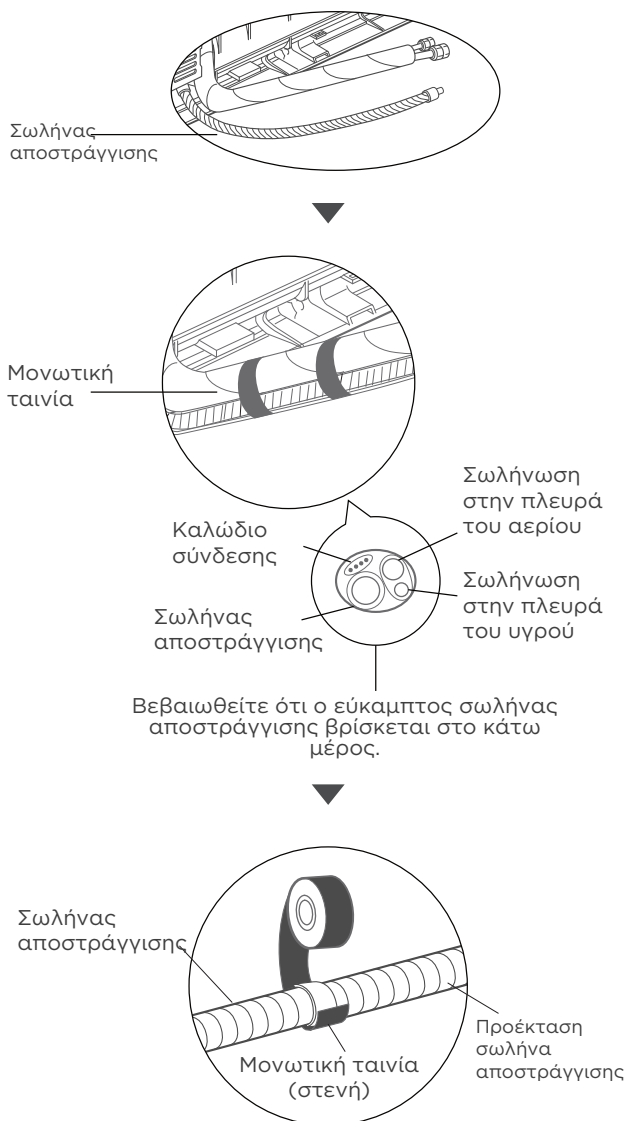 Σωλήνας
αποστράγγισης
Μονωτική
ταινία
Καλώδιο
σύνδεσης
Σωλήνωση
στην πλευρά
του αερίου
Σωλήνας
αποστράγγισης
Σωλήνωση
στην πλευρά
του υγρού
Βεβαιωθείτε ότι ο εύκαμπτος σωλήνας
αποστράγγισης βρίσκεται στο κάτω
μέρος.
Σωλήνας
αποστράγγισης
Μονωτική ταινία
(στενή)
Προέκταση
σωλήνα
αποστράγγισης